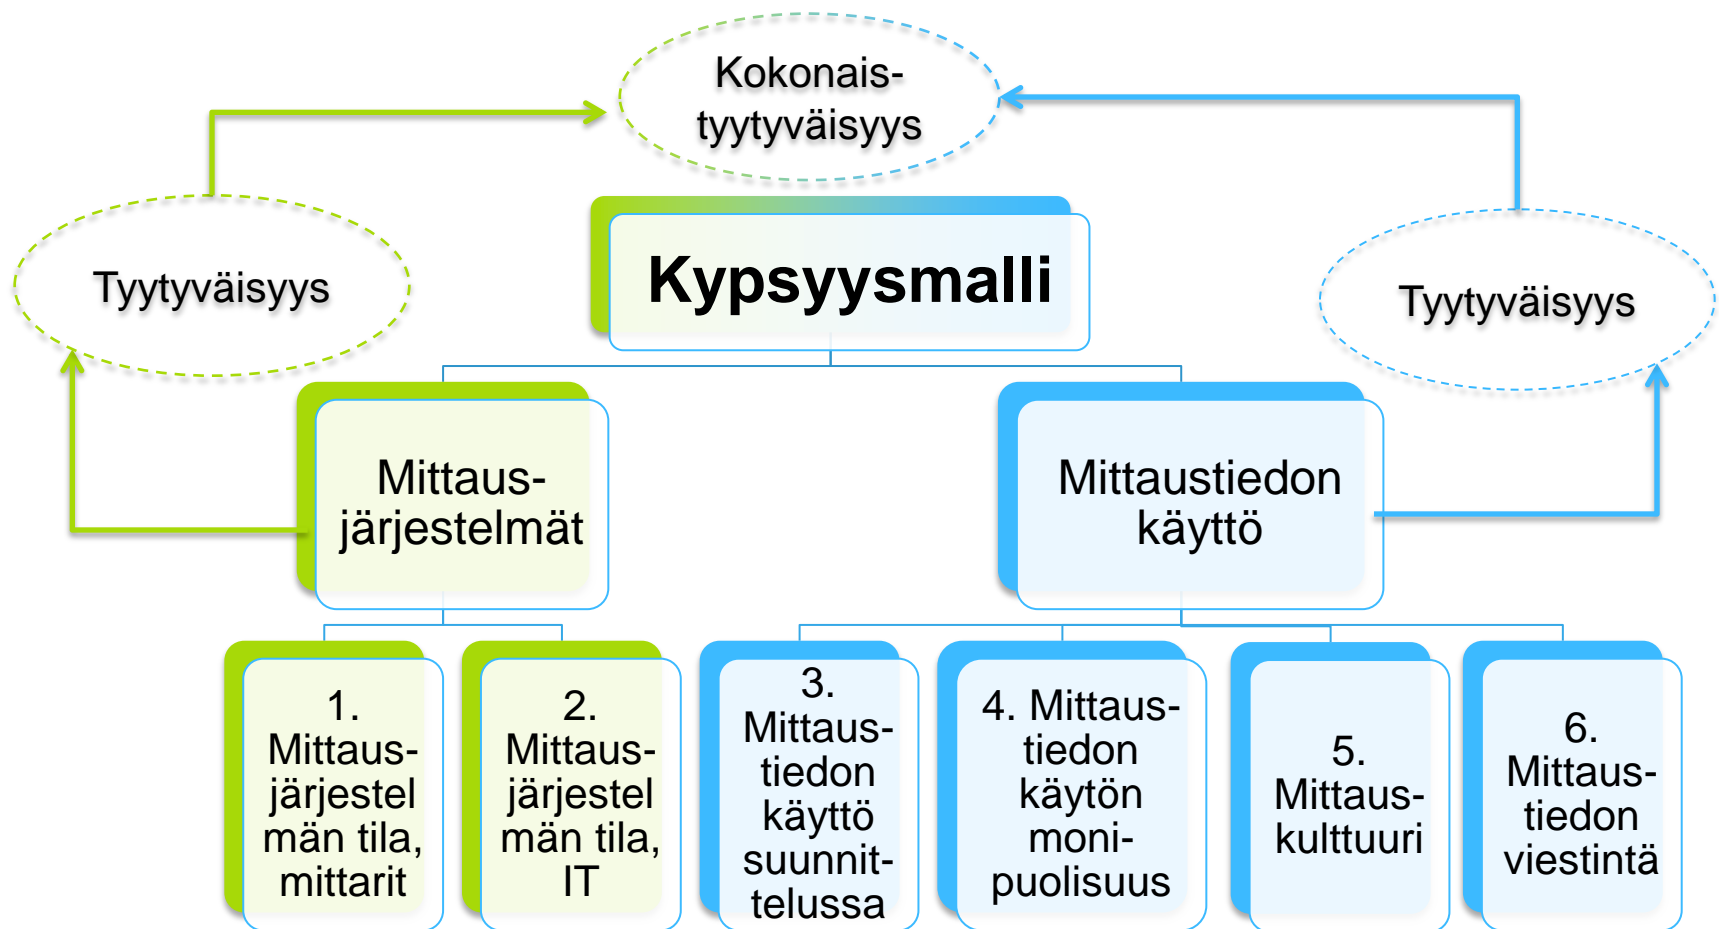 Kokonais-
tyytyväisyys
Kypsyysmalli
Tyytyväisyys
Tyytyväisyys
Mittaus-
järjestelmät
Mittaustiedon
käyttö
1.
Mittaus-
järjestel
män tila,
mittarit
2.
Mittaus-
järjestel
män tila,
IT
3.
Mittaus-
tiedon
käyttö
suunnit-
telussa
4. Mittaus-
tiedon
käytön
moni-
puolisuus
5.
Mittaus-
kulttuuri
6.
Mittaus-
tiedon
viestintä